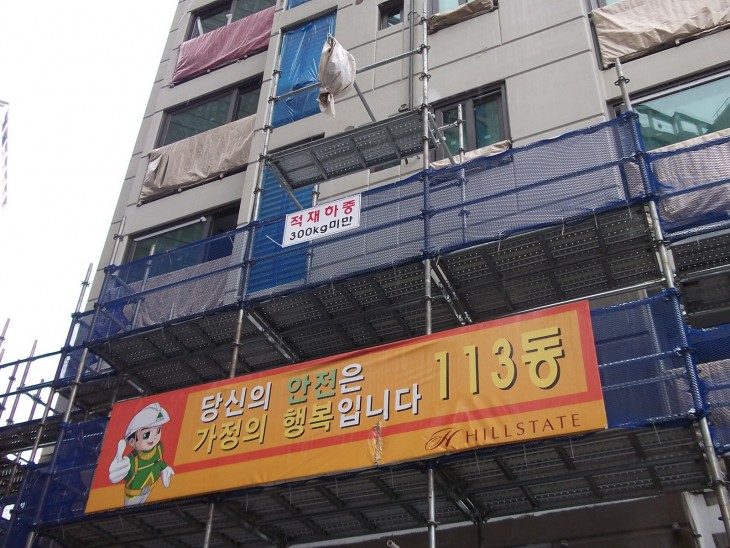 적재하중
300kg미만
당신의 안전은
가정의 행복입니다
113동
HILLSTATE